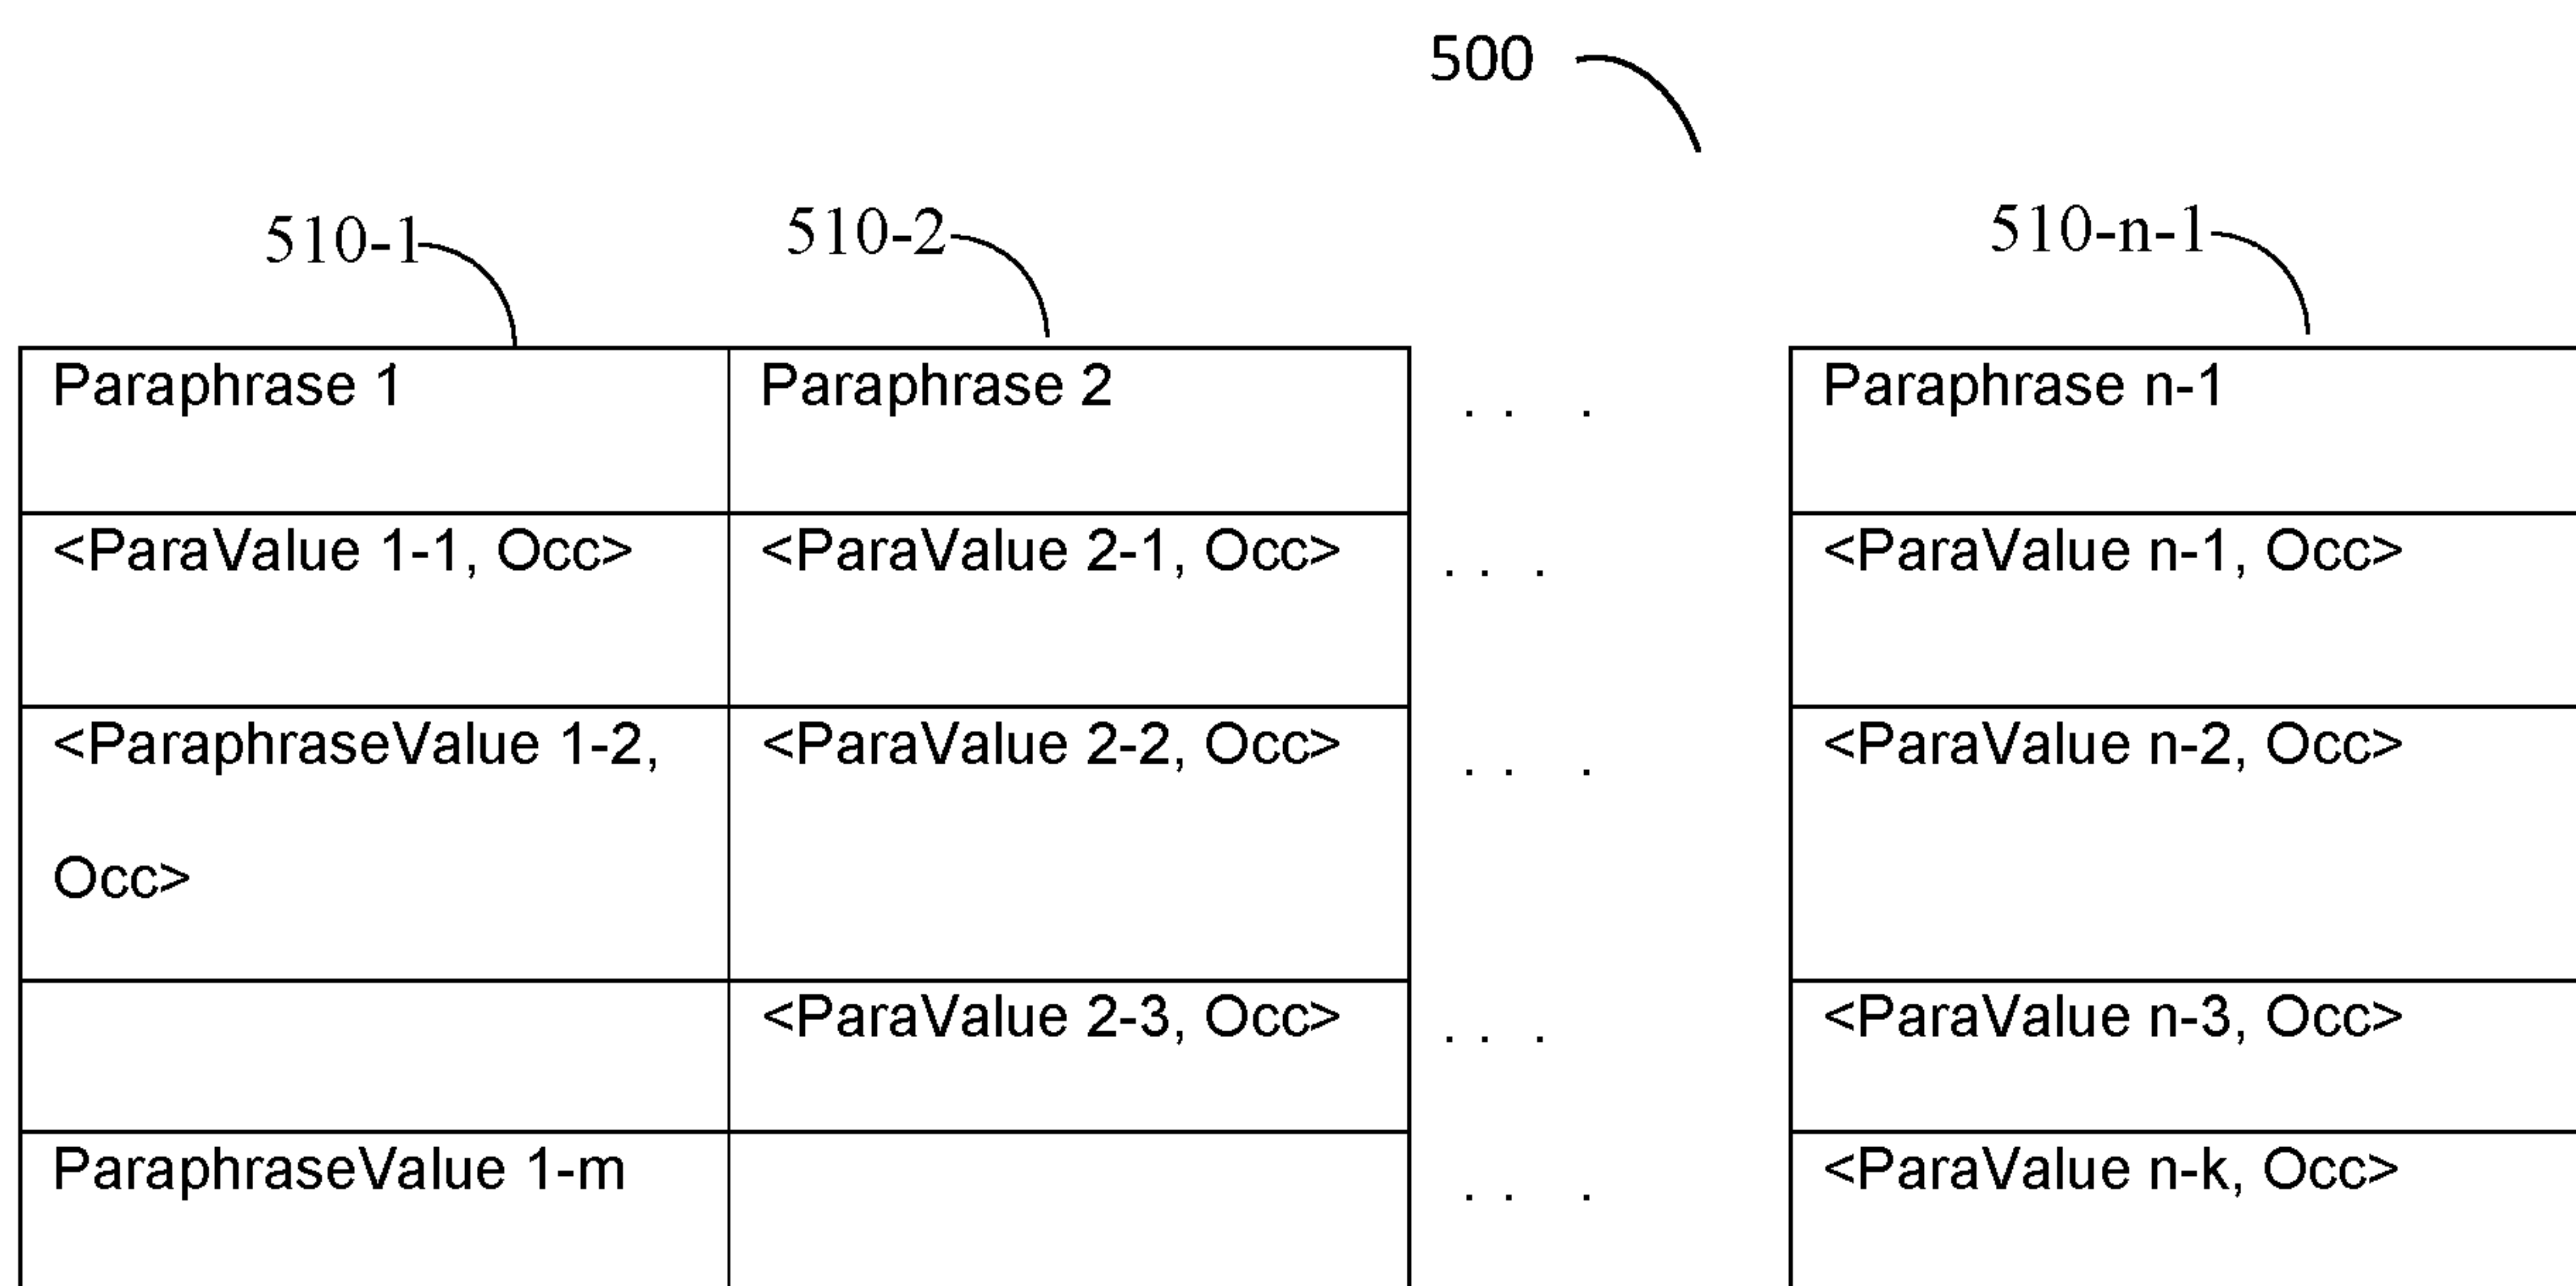 500
510-1 510-2 510-n-1
Paraphrase 1 Paraphrase 2 . . . Paraphrase n-1
<ParaValue 1-1, Occ> <ParaValue 2-1, Occ> . . . <ParaValue n-1, Occ>
<ParaphraseValue 1-2, <ParaValue 2-2, Occ> . . . <ParaValue n-2, Occ>
Occ>
<ParaValue 2-3, Occ> . . . <ParaValue n-3, Occ>
ParaphraseValue 1-m . . . <ParaValue n-k, Occ>